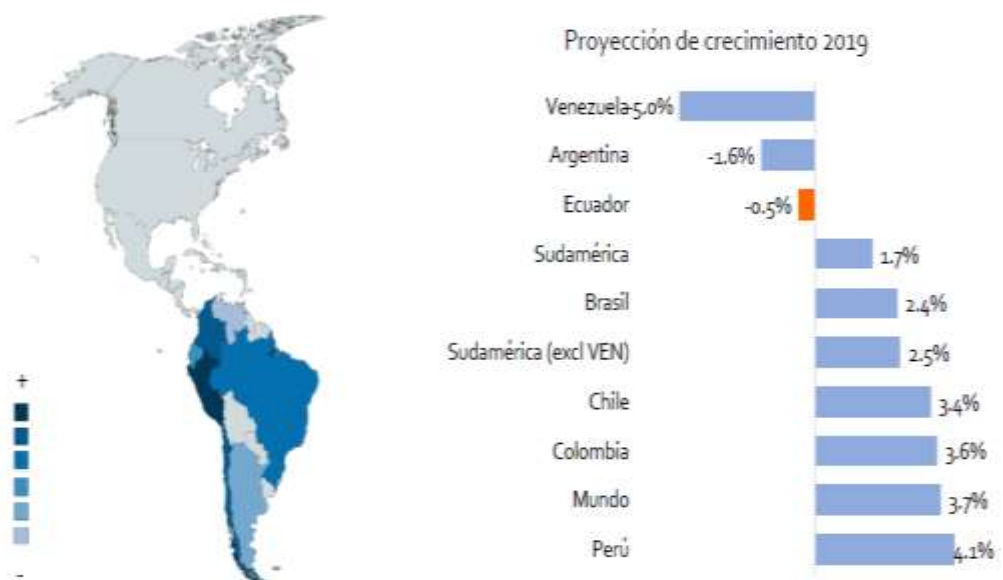 Proyección de crecimiento 2019
Venezuela -5.0%
Argentina -1.6%
Ecuador -0.5%
Sudamérica 1.7%
Brasil 2.4%
Sudamérica (excl VEN) 2.5%
Chile 3.4%
Colombia 3.6%
Mundo 3.7%
Perú 4.1%
+
-